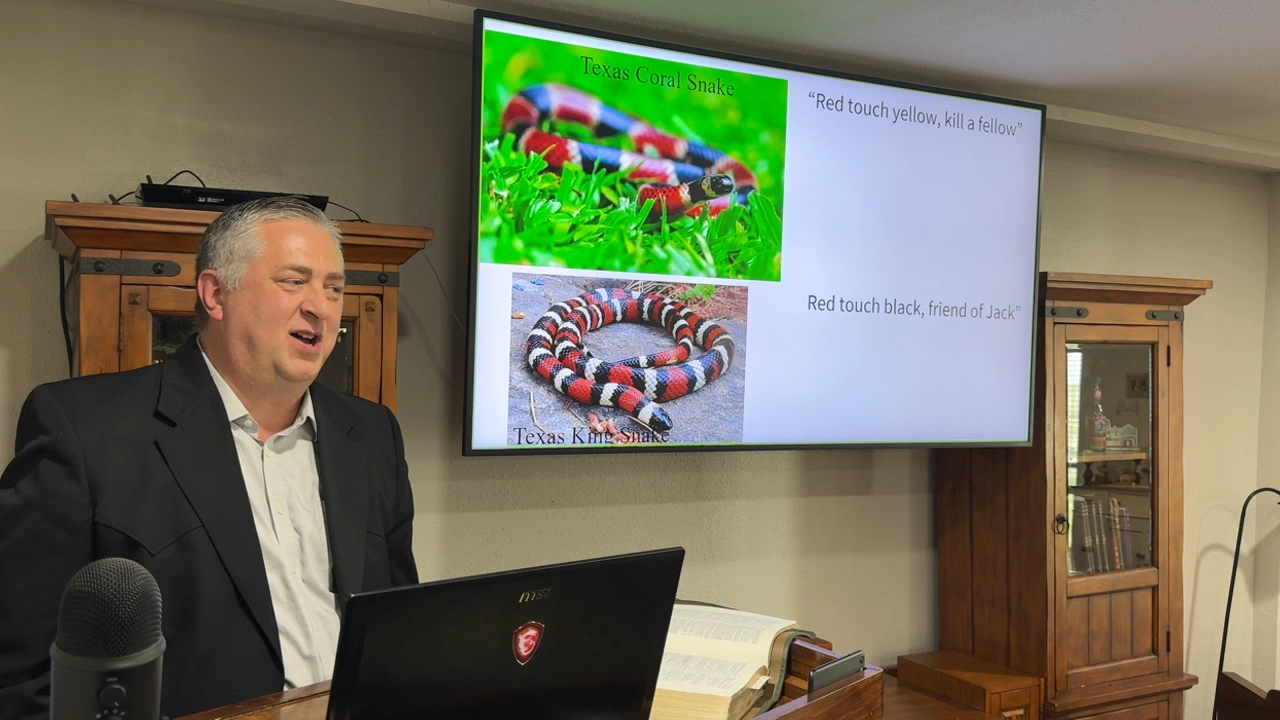 Texas Coral Snake
“Red touch yellow, kill a fellow”
Red touch black, friend of Jack”
Texas King Snake
msi